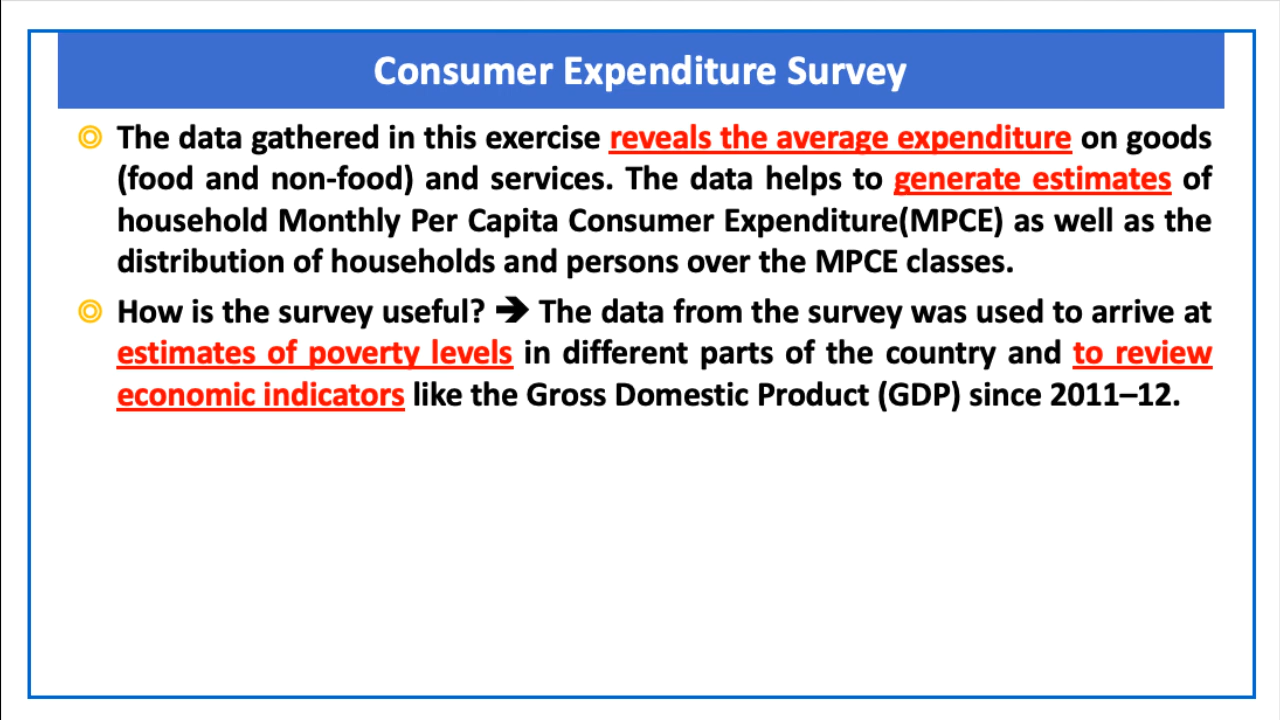 Consumer Expenditure Survey
The data gathered in this exercise reveals the average expenditure on goods
(food and non-food) and services. The data helps to generate estimates of
household Monthly Per Capita Consumer Expenditure(MPCE) as well as the
distribution of households and persons over the MPCE classes.
How is the survey useful? ➔ The data from the survey was used to arrive at
estimates of poverty levels in different parts of the country and to review
economic indicators like the Gross Domestic Product (GDP) since 2011–12.